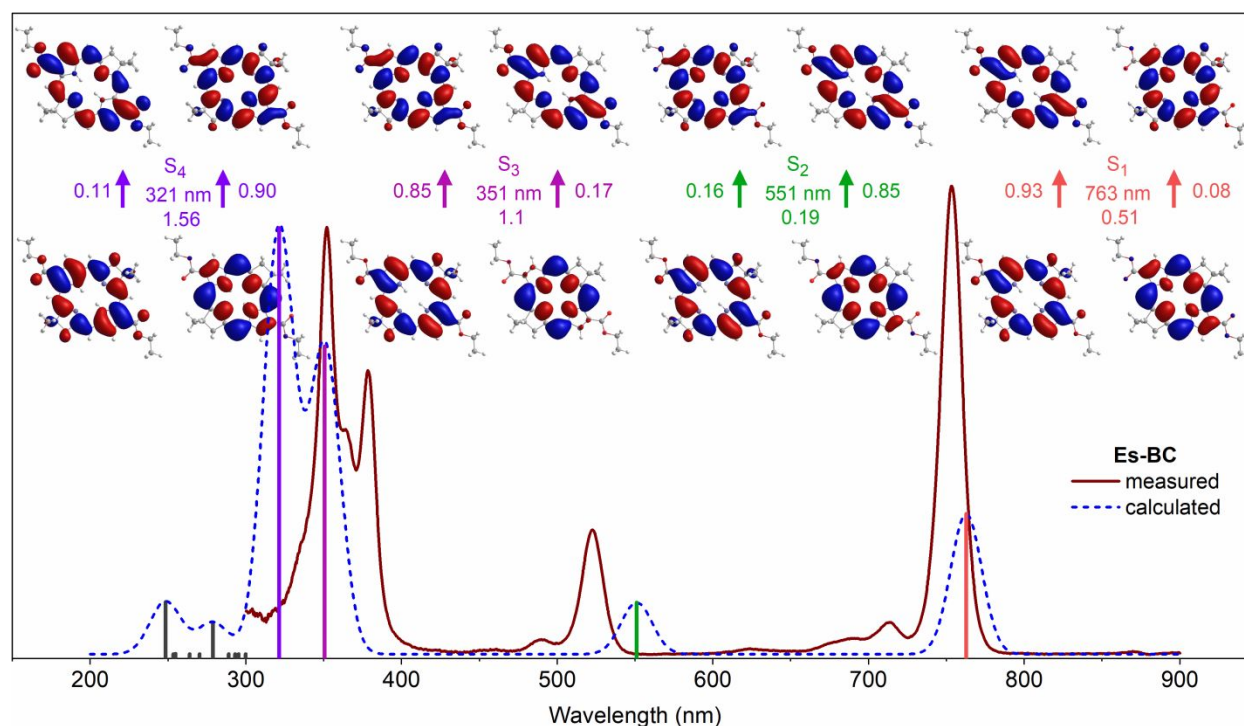 S4
0.11 321 nm 0.90
1.56
S3
0.85 351 nm 0.17
1.1
S2
0.16 551 nm 0.85
0.19
S1
0.93 763 nm 0.08
0.51
Es-BC
measured
calculated
200 300 400 500 600 700 800 900
Wavelength (nm)